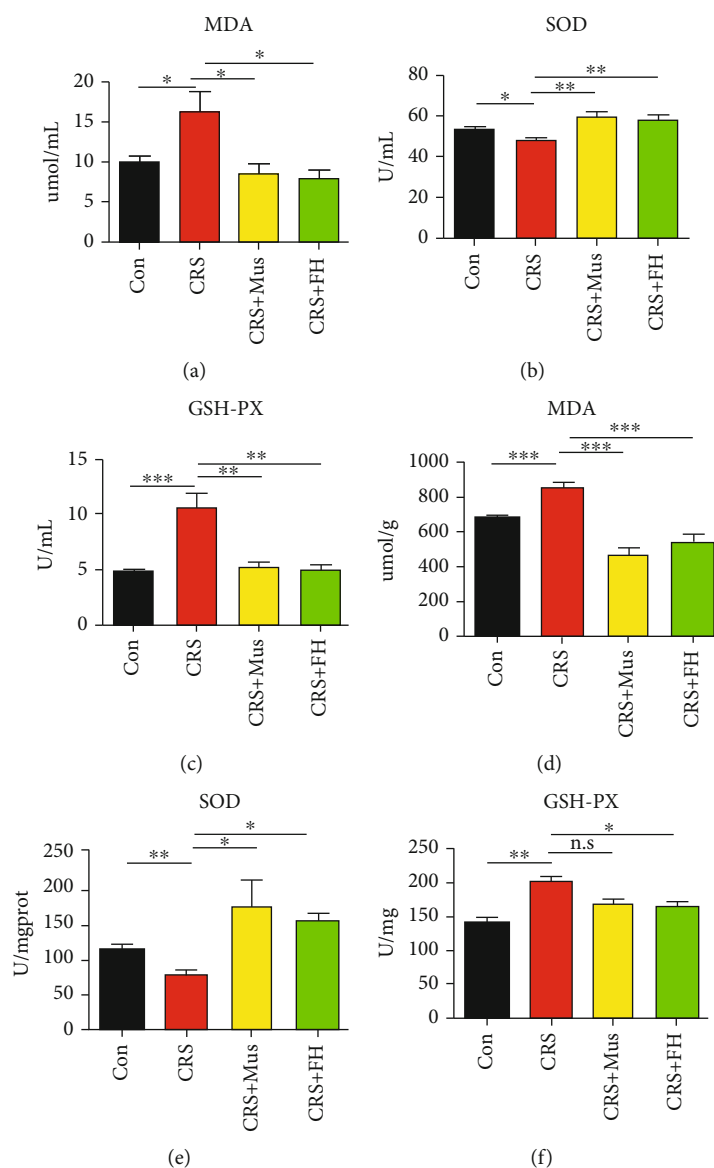 MDA
*
*
*
20
15
10
5
0
umol/mL
Con
CRS
CRS+Mus
CRS+FH
(a)
SOD
**
**
*
80
60
40
20
0
U/mL
Con
CRS
CRS+Mus
CRS+FH
(b)
GSH-PX
**
**
***
15
10
5
0
U/mL
Con
CRS
CRS+Mus
CRS+FH
(c)
MDA
***
***
***
1000
800
600
400
200
0
umol/g
Con
CRS
CRS+Mus
CRS+FH
(d)
SOD
*
*
**
250
200
150
100
50
0
U/mgprot
Con
CRS
CRS+Mus
CRS+FH
(e)
GSH-PX
*
n.s
**
250
200
150
100
50
0
U/mg
Con
CRS
CRS+Mus
CRS+FH
(f)